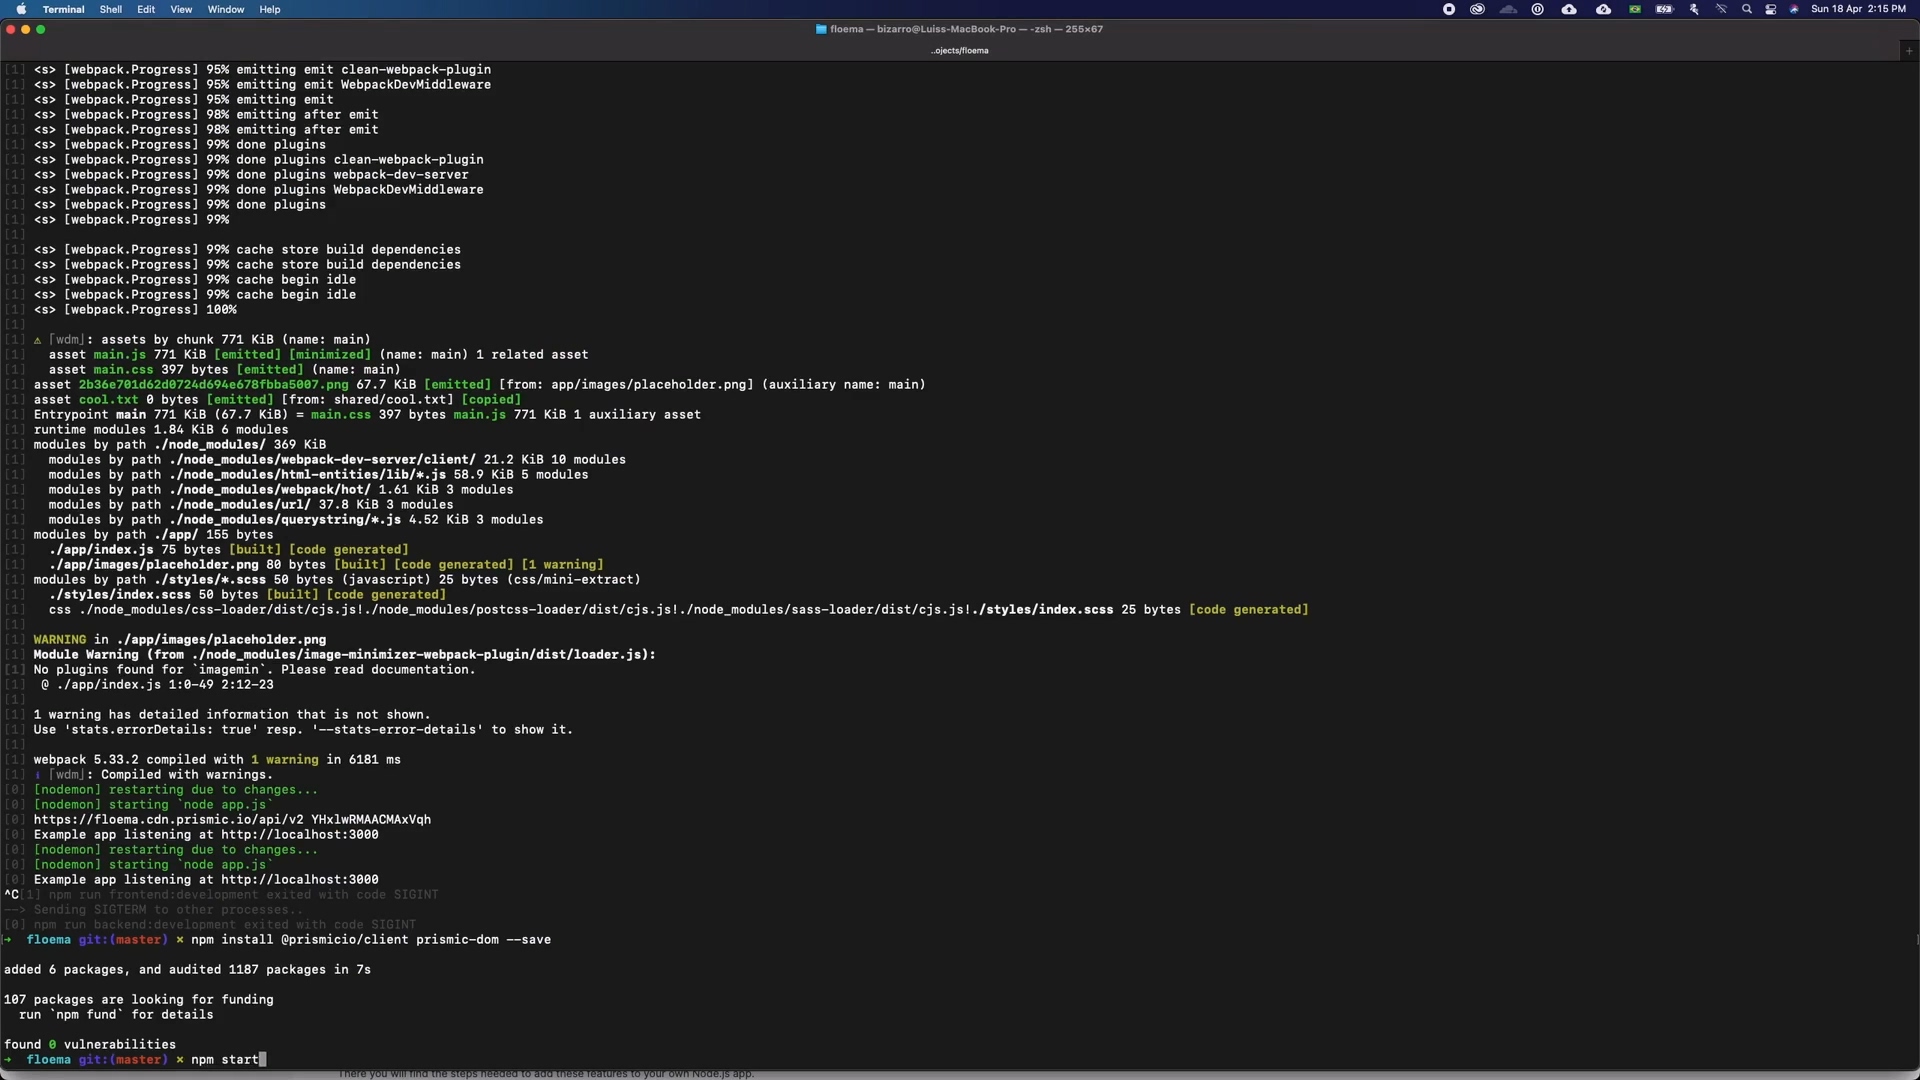 Terminal Shell Edit View Window Help Sun 18 Apr 2:15 PM
floema — bizarro@Luiss-MacBook-Pro — -zsh — 255×67
..ojects/floema
[1] <s> [webpack.Progress] 95% emitting emit clean-webpack-plugin
[1] <s> [webpack.Progress] 95% emitting emit WebpackDevMiddleware
[1] <s> [webpack.Progress] 95% emitting emit
[1] <s> [webpack.Progress] 98% emitting after emit
[1] <s> [webpack.Progress] 98% emitting after emit
[1] <s> [webpack.Progress] 99% done plugins
[1] <s> [webpack.Progress] 99% done plugins clean-webpack-plugin
[1] <s> [webpack.Progress] 99% done plugins webpack-dev-server
[1] <s> [webpack.Progress] 99% done plugins WebpackDevMiddleware
[1] <s> [webpack.Progress] 99% done plugins
[1] <s> [webpack.Progress] 99%
[1]
[1] <s> [webpack.Progress] 99% cache store build dependencies
[1] <s> [webpack.Progress] 99% cache store build dependencies
[1] <s> [webpack.Progress] 99% cache begin idle
[1] <s> [webpack.Progress] 99% cache begin idle
[1] <s> [webpack.Progress] 100%
[1]
[1] ⚠ ｢wdm｣: assets by chunk 771 KiB (name: main)
[1]   asset main.js 771 KiB [emitted] [minimized] (name: main) 1 related asset
[1]   asset main.css 397 bytes [emitted] (name: main)
[1] asset 2b36e701d62d0724d694e678fbba5007.png 67.7 KiB [emitted] [from: app/images/placeholder.png] (auxiliary name: main)
[1] asset cool.txt 0 bytes [emitted] [from: shared/cool.txt] [copied]
[1] Entrypoint main 771 KiB (67.7 KiB) = main.css 397 bytes main.js 771 KiB 1 auxiliary asset
[1] runtime modules 1.84 KiB 6 modules
[1] modules by path ./node_modules/ 369 KiB
[1]   modules by path ./node_modules/webpack-dev-server/client/ 21.2 KiB 10 modules
[1]   modules by path ./node_modules/html-entities/lib/*.js 58.9 KiB 5 modules
[1]   modules by path ./node_modules/webpack/hot/ 1.61 KiB 3 modules
[1]   modules by path ./node_modules/url/ 37.8 KiB 3 modules
[1]   modules by path ./node_modules/querystring/*.js 4.52 KiB 3 modules
[1] modules by path ./app/ 155 bytes
[1]   ./app/index.js 75 bytes [built] [code generated]
[1]   ./app/images/placeholder.png 80 bytes [built] [code generated] [1 warning]
[1] modules by path ./styles/*.scss 50 bytes (javascript) 25 bytes (css/mini-extract)
[1]   ./styles/index.scss 50 bytes [built] [code generated]
[1]   css ./node_modules/css-loader/dist/cjs.js!./node_modules/postcss-loader/dist/cjs.js!./node_modules/sass-loader/dist/cjs.js!./styles/index.scss 25 bytes [code generated]
[1]
[1] WARNING in ./app/images/placeholder.png
[1] Module Warning (from ./node_modules/image-minimizer-webpack-plugin/dist/loader.js):
[1] No plugins found for `imagemin`. Please read documentation.
[1]  @ ./app/index.js 1:0-49 2:12-23
[1]
[1] 1 warning has detailed information that is not shown.
[1] Use 'stats.errorDetails: true' resp. '--stats-error-details' to show it.
[1]
[1] webpack 5.33.2 compiled with 1 warning in 6181 ms
[1] ℹ ｢wdm｣: Compiled with warnings.
[0] [nodemon] restarting due to changes...
[0] [nodemon] starting `node app.js`
[0] https://floema.cdn.prismic.io/api/v2 YHxlwRMAACMAxVqh
[0] Example app listening at http://localhost:3000
[0] [nodemon] restarting due to changes...
[0] [nodemon] starting `node app.js`
[0] Example app listening at http://localhost:3000
^C[1] npm run frontend:development exited with code SIGINT
--> Sending SIGTERM to other processes..
[0] npm run backend:development exited with code SIGINT
➜  floema git:(master) ✗ npm install @prismicio/client prismic-dom --save
added 6 packages, and audited 1187 packages in 7s
107 packages are looking for funding
  run `npm fund` for details
found 0 vulnerabilities
➜  floema git:(master) ✗ npm start
There you will find the steps needed to add these features to your own Node.js app.